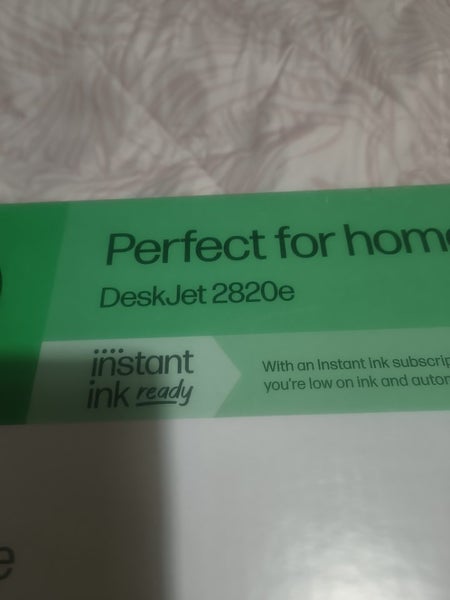 Perfect for home
DeskJet 2820e
instant
ink ready
With an Instant Ink subscrip
you're low on ink and autom
e